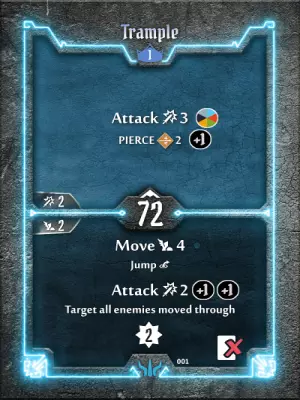 Trample
1
Attack 3
PIERCE 2 +1
2
72
2
Move 4
Jump
Attack 2 +1 +1
Target all enemies moved through
2
001